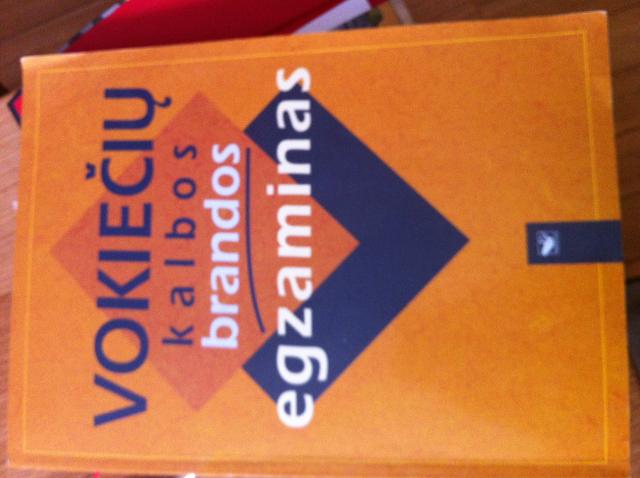 VOKIEČIŲ
kalbos
brandos
egzaminas